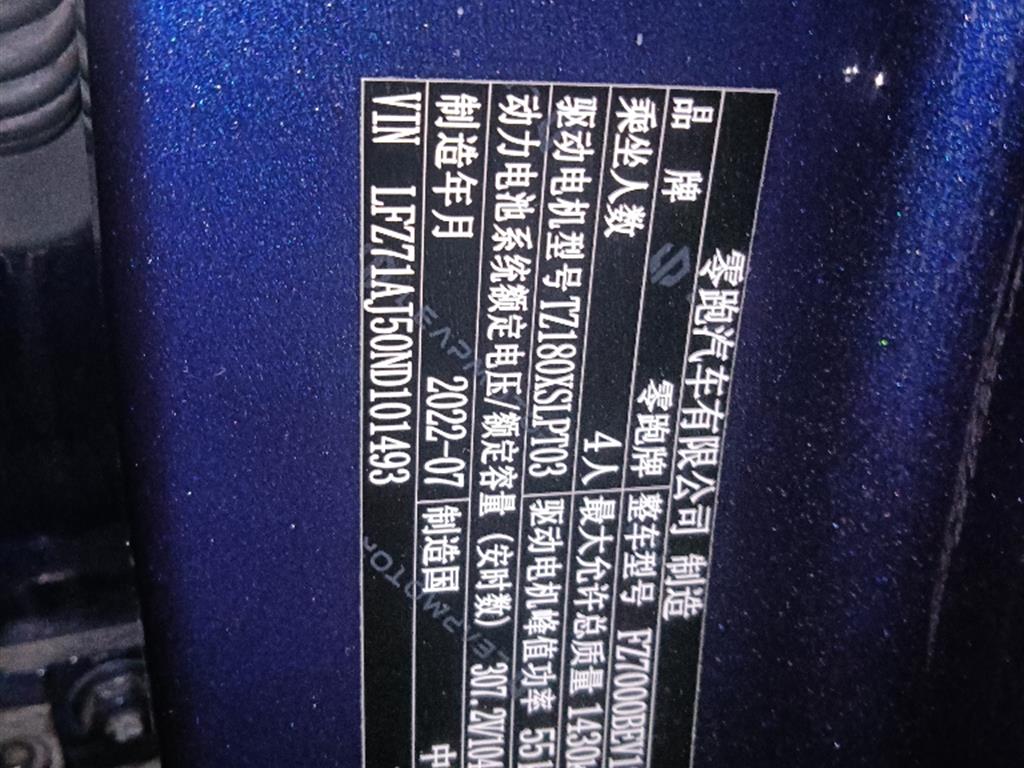 零跑汽车有限公司 制造
品 牌 零跑牌 整车型号 FZ7000BEV1
乘坐人数 4人 最大允许总质量 1430
驱动电机型号 TZ180XSLPT03 驱动电机峰值功率 55
动力电池系统额定电压/额定容量（安时数） 307.2V104
制造年月 2022-07 制造国 中
VIN LFZ71AJ50ND101493
LEAPMOTOR